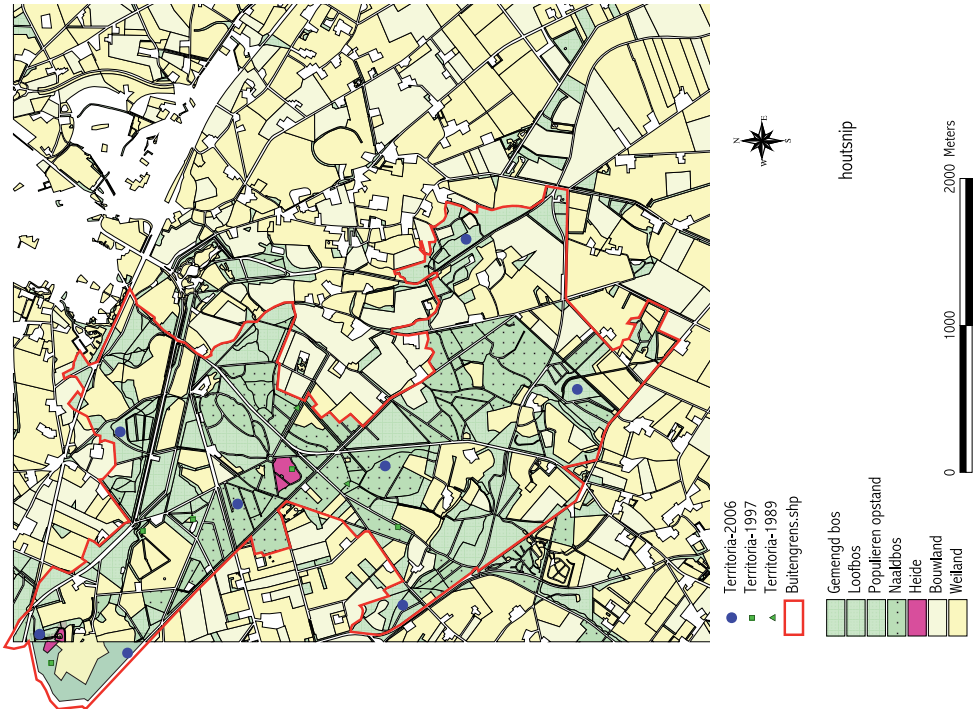 N
E
S
W
houtsnip
0 1000 2000 Meters
Territoria-2006
Territoria-1997
Territoria-1989
Buitengrens.shp
Gemengd bos
Loofbos
Populieren opstand
Naaldbos
Heide
Bouwland
Weiland